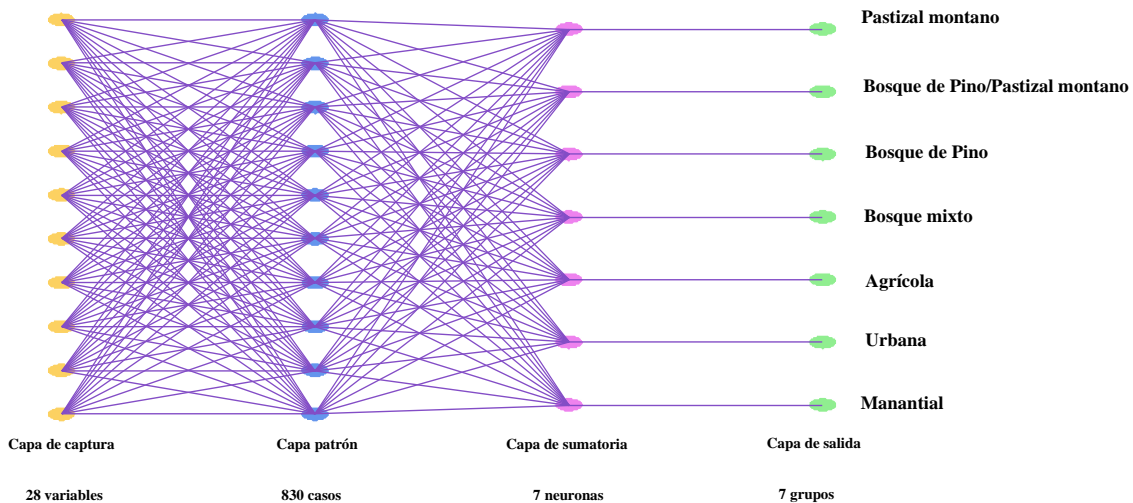 Pastizal montano
Bosque de Pino/Pastizal montano
Bosque de Pino
Bosque mixto
Agrícola
Urbana
Manantial
Capa de captura
Capa patrón
Capa de sumatoria
Capa de salida
28 variables
830 casos
7 neuronas
7 grupos